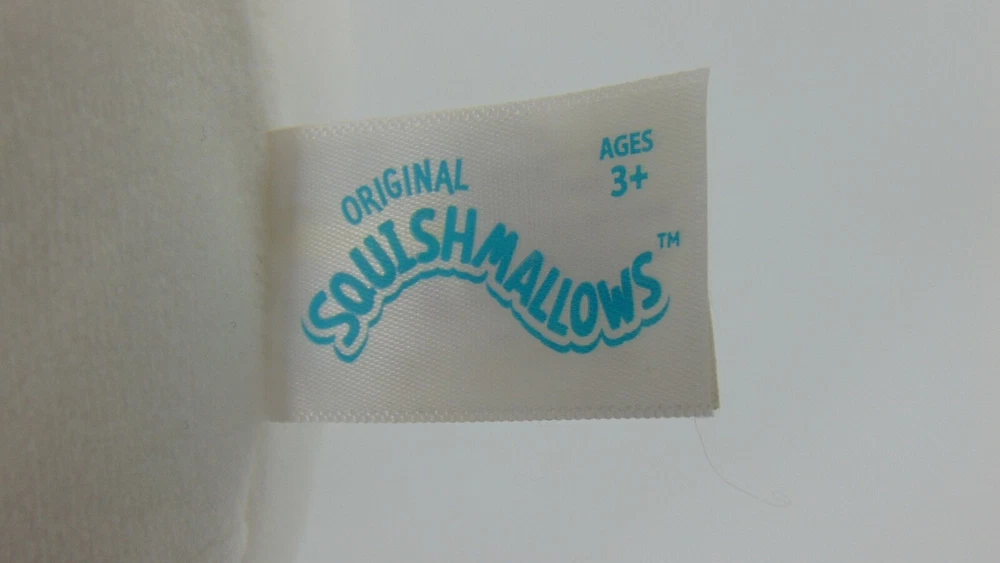 ORIGINAL
SQUISHMALLOWS™
AGES
3+